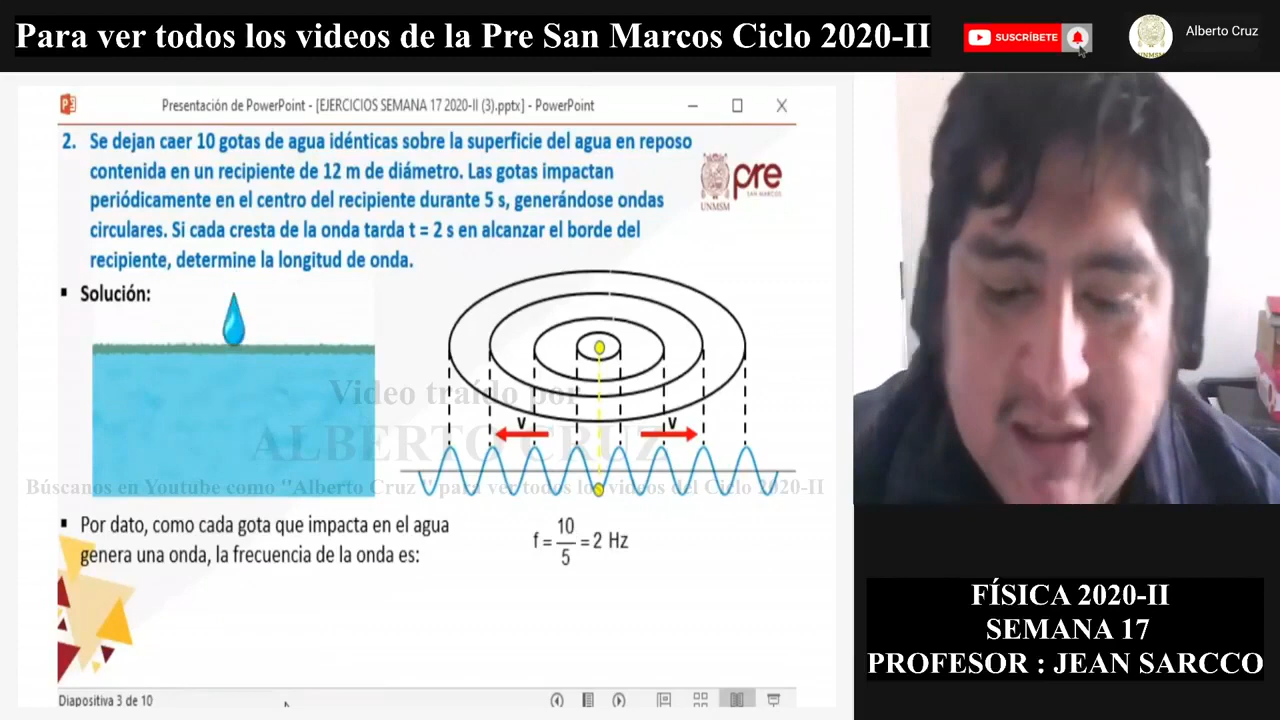 Para ver todos los videos de la Pre San Marcos Ciclo 2020-II
SUSCRÍBETE
Alberto Cruz
Presentación de PowerPoint - [EJERCICIOS SEMANA 17 2020-II (3).pptx] - PowerPoint
2. Se dejan caer 10 gotas de agua idénticas sobre la superficie del agua en reposo
contenida en un recipiente de 12 m de diámetro. Las gotas impactan
periódicamente en el centro del recipiente durante 5 s, generándose ondas
circulares. Si cada cresta de la onda tarda t = 2 s en alcanzar el borde del
recipiente, determine la longitud de onda.
pre
SAN MARCOS
UNMSM
▪ Solución:
Video traído por
ALBERTO CRUZ
Búscanos en Youtube como "Alberto Cruz" para ver todos los videos del Ciclo 2020-II
v v
▪ Por dato, como cada gota que impacta en el agua
genera una onda, la frecuencia de la onda es:
f = 10/5 = 2 Hz
FÍSICA 2020-II
SEMANA 17
PROFESOR : JEAN SARCCO
Diapositiva 3 de 10